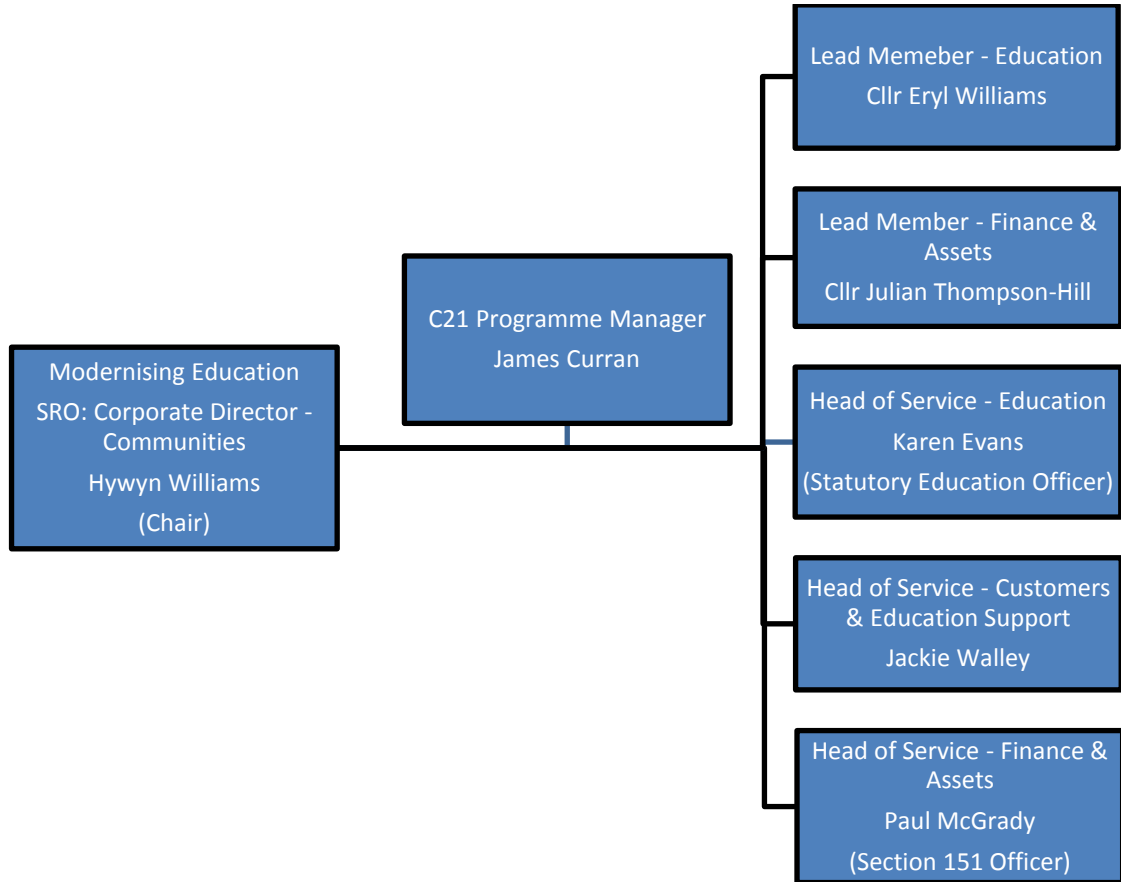 Modernising Education
SRO: Corporate Director -
Communities
Hywyn Williams
(Chair)
C21 Programme Manager
James Curran
Lead Memeber - Education
Cllr Eryl Williams
Lead Member - Finance &
Assets
Cllr Julian Thompson-Hill
Head of Service - Education
Karen Evans
(Statutory Education Officer)
Head of Service - Customers
& Education Support
Jackie Walley
Head of Service - Finance &
Assets
Paul McGrady
(Section 151 Officer)